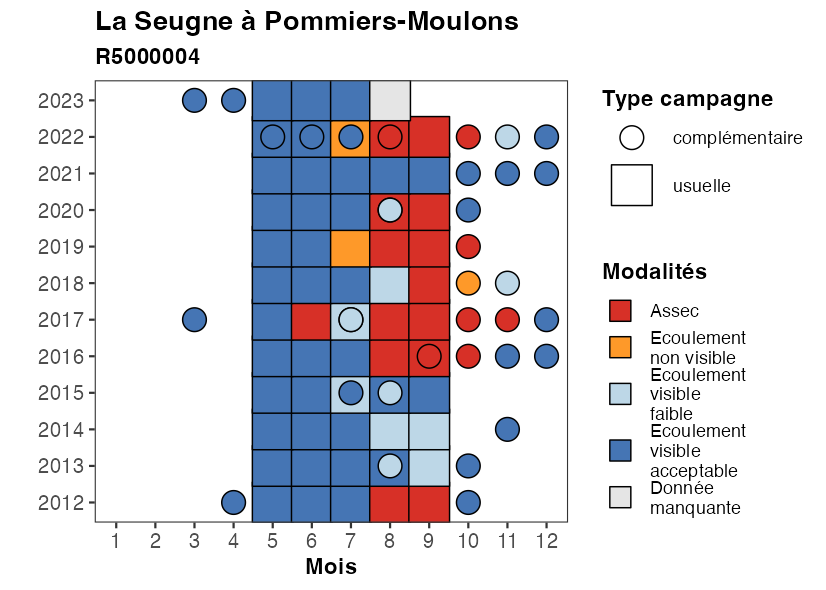 La Seugne à Pommiers-Moulons
R5000004
2023
2022
2021
2020
2019
2018
2017
2016
2015
2014
2013
2012
1 2 3 4 5 6 7 8 9 10 11 12
Mois
Type campagne
complémentaire
usuelle
Modalités
Assec
Ecoulement
non visible
Ecoulement
visible
faible
Ecoulement
visible
acceptable
Donnée
manquante